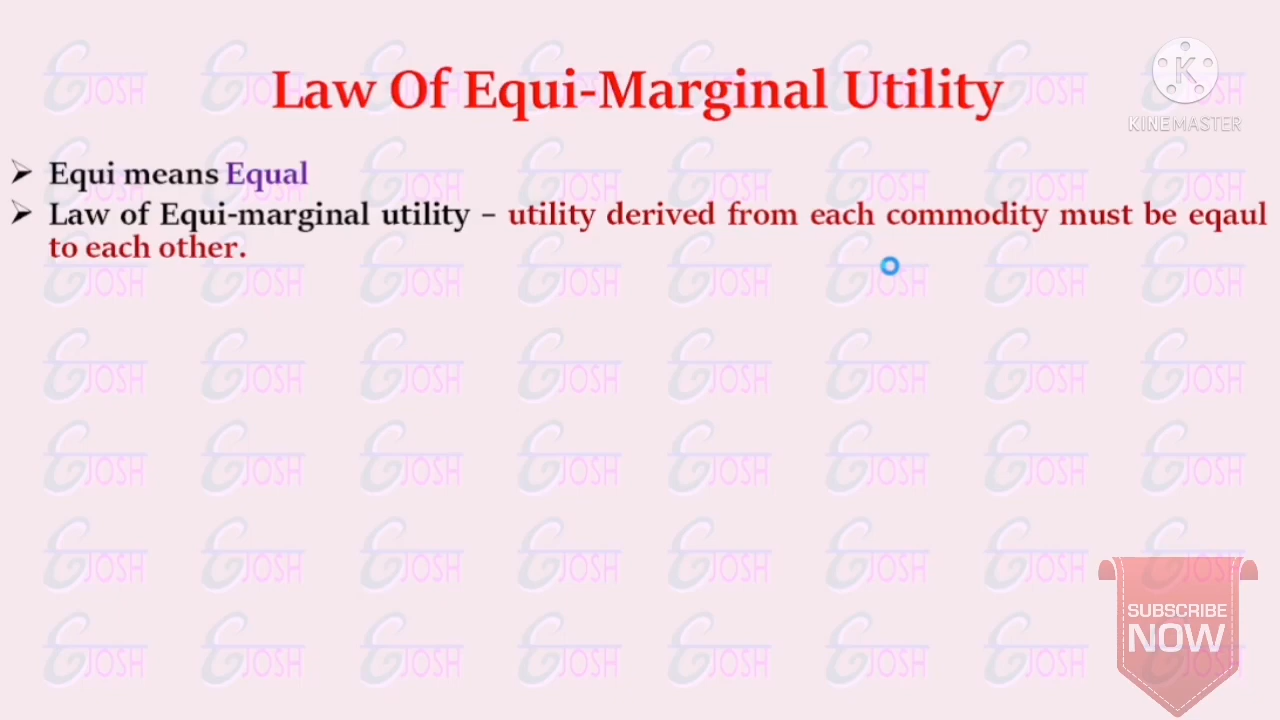 Law Of Equi-Marginal Utility
K
KINEMASTER
➢ Equi means Equal
➢ Law of Equi-marginal utility – utility derived from each commodity must be eqaul
to each other.
SUBSCRIBE
NOW